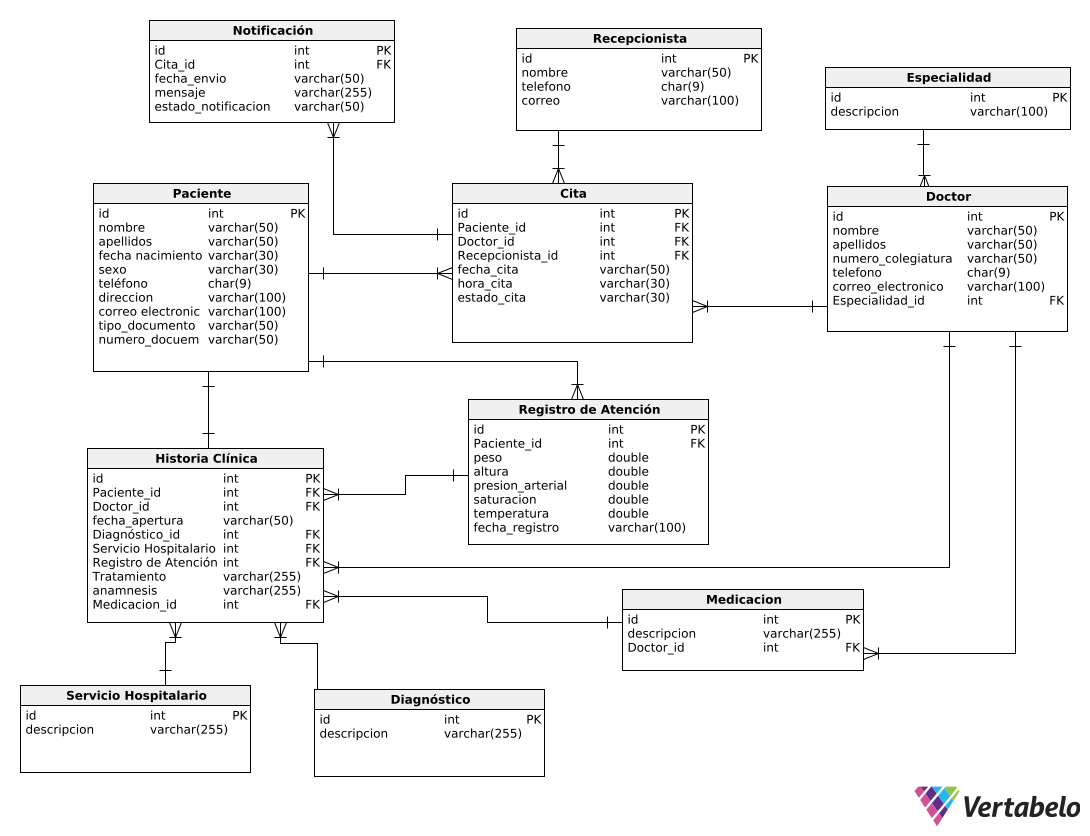 Notificación
id int PK
Cita_id int FK
fecha_envio varchar(50)
mensaje varchar(255)
estado_notificacion varchar(50)
Recepcionista
id int PK
nombre varchar(50)
telefono char(9)
correo varchar(100)
Especialidad
id int PK
descripcion varchar(100)
Paciente
id int PK
nombre varchar(50)
apellidos varchar(50)
fecha nacimiento varchar(30)
sexo varchar(30)
teléfono char(9)
direccion varchar(100)
correo electronic varchar(100)
tipo_documento varchar(50)
numero_docuem varchar(50)
Cita
id int PK
Paciente_id int FK
Doctor_id int FK
Recepcionista_id int FK
fecha_cita varchar(50)
hora_cita varchar(30)
estado_cita varchar(30)
Doctor
id int PK
nombre varchar(50)
apellidos varchar(50)
numero_colegiatura varchar(50)
telefono char(9)
correo_electronico varchar(100)
Especialidad_id int FK
Registro de Atención
id int PK
Paciente_id int FK
peso double
altura double
presion_arterial double
saturacion double
temperatura double
fecha_registro varchar(100)
Historia Clínica
id int PK
Paciente_id int FK
Doctor_id int FK
fecha_apertura varchar(50)
Diagnóstico_id int FK
Servicio Hospitalario int FK
Registro de Atención int FK
Tratamiento varchar(255)
anamnesis varchar(255)
Medicacion_id int FK
Medicacion
id int PK
descripcion varchar(255)
Doctor_id int FK
Servicio Hospitalario
id int PK
descripcion varchar(255)
Diagnóstico
id int PK
descripcion varchar(255)
Vertabelo